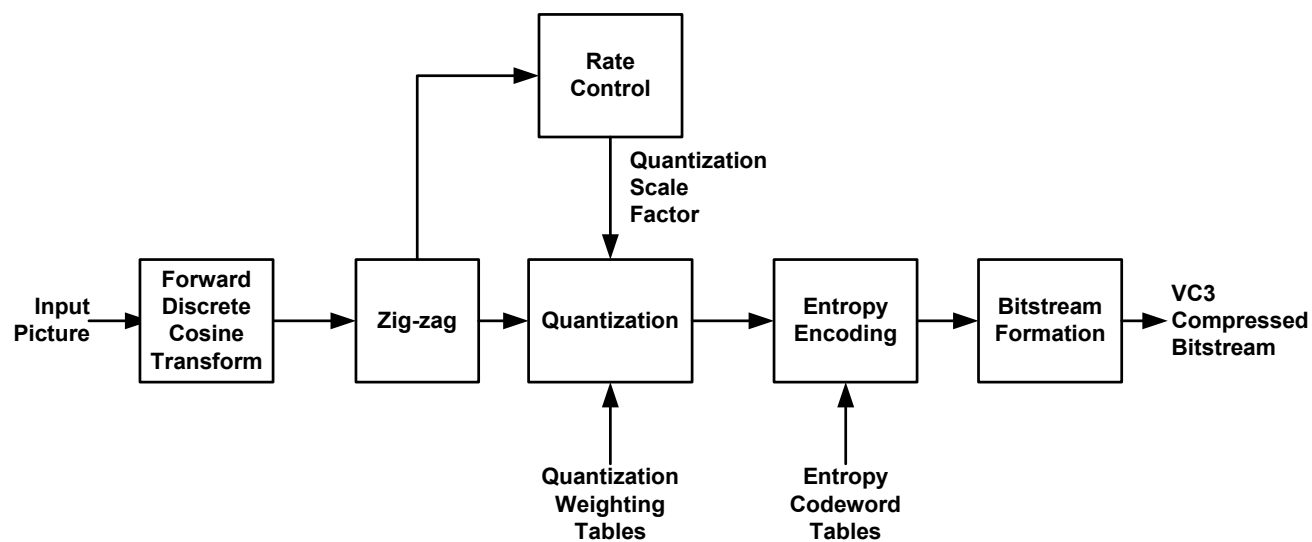 Rate
Control
Quantization
Scale
Factor
Input
Picture
Forward
Discrete
Cosine
Transform
Zig-zag
Quantization
Entropy
Encoding
Bitstream
Formation
VC3
Compressed
Bitstream
Quantization
Weighting
Tables
Entropy
Codeword
Tables